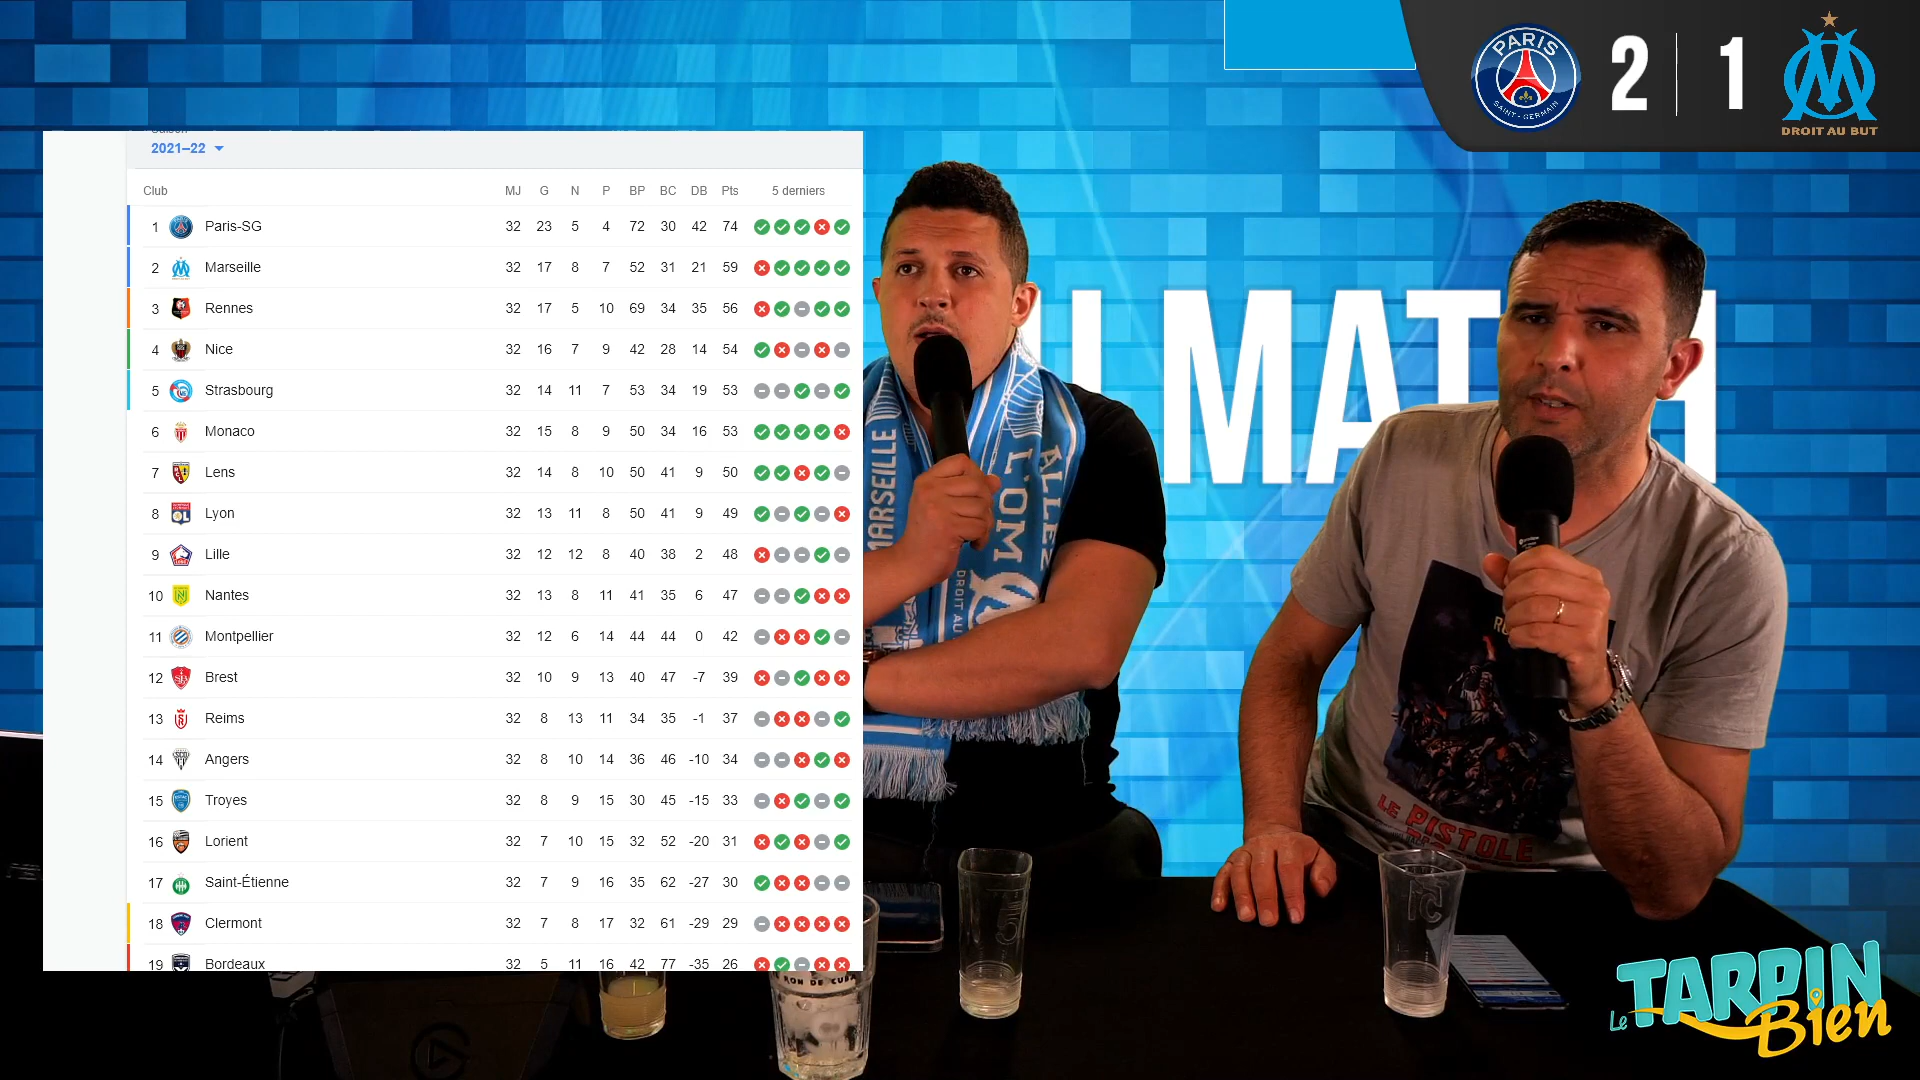 PARIS
SAINT-GERMAIN
2 1
DROIT AU BUT
2021–22
Club MJ G N P BP BC DB Pts 5 derniers
1 Paris-SG 32 23 5 4 72 30 42 74
2 Marseille 32 17 8 7 52 31 21 59
3 Rennes 32 17 5 10 69 34 35 56
4 Nice 32 16 7 9 42 28 14 54
5 Strasbourg 32 14 11 7 53 34 19 53
6 Monaco 32 15 8 9 50 34 16 53
7 Lens 32 14 8 10 50 41 9 50
8 Lyon 32 13 11 8 50 41 9 49
9 Lille 32 12 12 8 40 38 2 48
10 Nantes 32 13 8 11 41 35 6 47
11 Montpellier 32 12 6 14 44 44 0 42
12 Brest 32 10 9 13 40 47 -7 39
13 Reims 32 8 13 11 34 35 -1 37
14 Angers 32 8 10 14 36 46 -10 34
15 Troyes 32 8 9 15 30 45 -15 33
16 Lorient 32 7 10 15 32 52 -20 31
17 Saint-Étienne 32 7 9 16 35 62 -27 30
18 Clermont 32 7 8 17 32 61 -29 29
19 Bordeaux 32 5 11 16 42 77 -35 26
MARSEILLE
ALLEZ
L'OM
DROIT AU
LE PISTOLE
51
RON DE CUBA
Le TARPIN
Bien